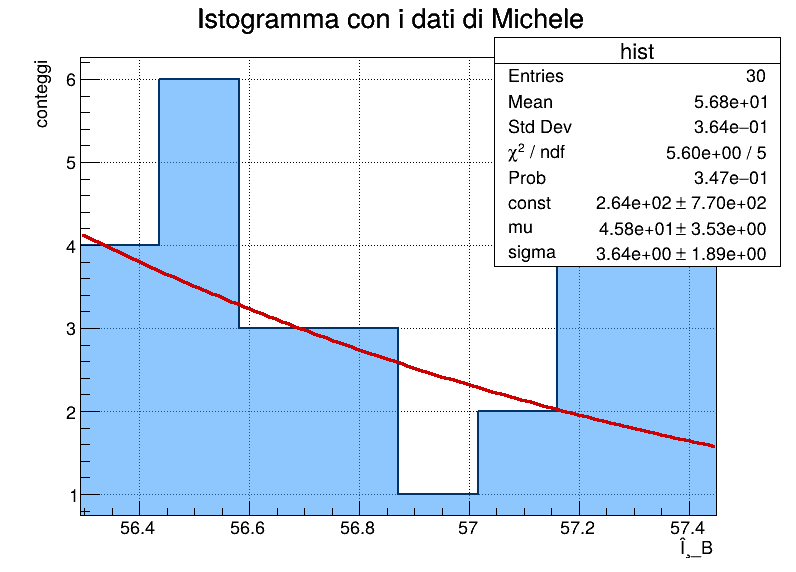 Istogramma con i dati di Michele
hist
Entries 30
Mean 5.68e+01
Std Dev 3.64e−01
χ² / ndf 5.60e+00 / 5
Prob 3.47e−01
const 2.64e+02 ± 7.70e+02
mu 4.58e+01 ± 3.53e+00
sigma 3.64e+00 ± 1.89e+00
conteggi
6
5
4
3
2
1
56.4 56.6 56.8 57 57.2 57.4
Î¸_B